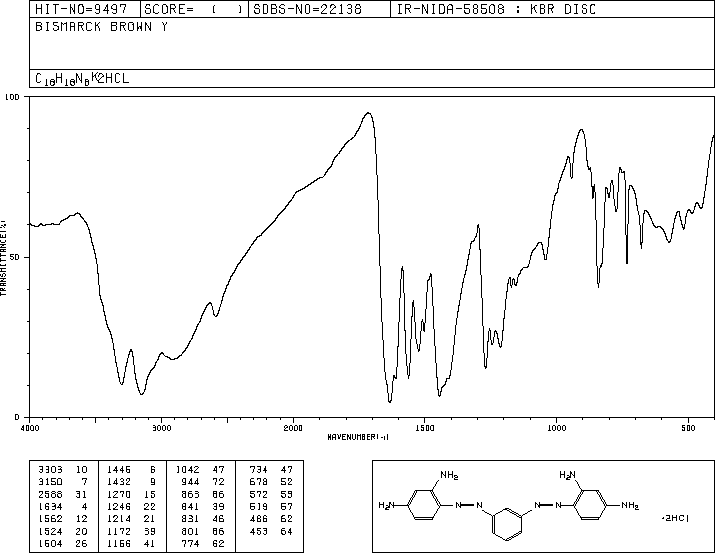 HIT-NO=9497 SCORE= ( ) SDBS-NO=22138 IR-NIDA-58508 : KBR DISC
BISMARCK BROWN Y
C18H18N8K2HCL
100
50
0
TRANSMITTANCE(%)
4000 3000 2000 1500 1000 500
WAVENUMBER(-1)
3303 10 1446 6 1042 47 734 47
3150 7 1432 9 944 72 678 52
2588 31 1270 15 863 86 572 59
1634 4 1246 22 841 39 519 57
1562 12 1214 21 831 46 486 62
1524 20 1172 39 801 86 453 64
1504 26 1156 41 774 62
NH2 NH2
H2N N N N N NH2
·2HCl